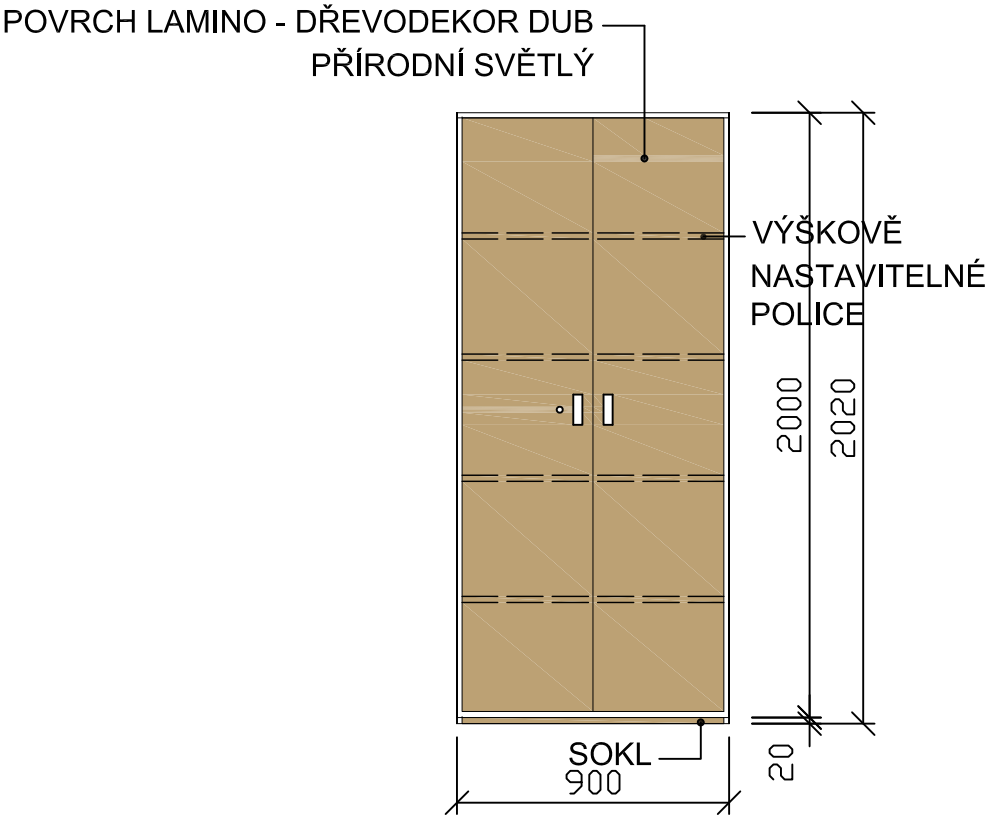 POVRCH LAMINO - DŘEVODEKOR DUB
PŘÍRODNÍ SVĚTLÝ
VÝŠKOVĚ
NASTAVITELNÉ
POLICE
2000
2020
SOKL
20
900